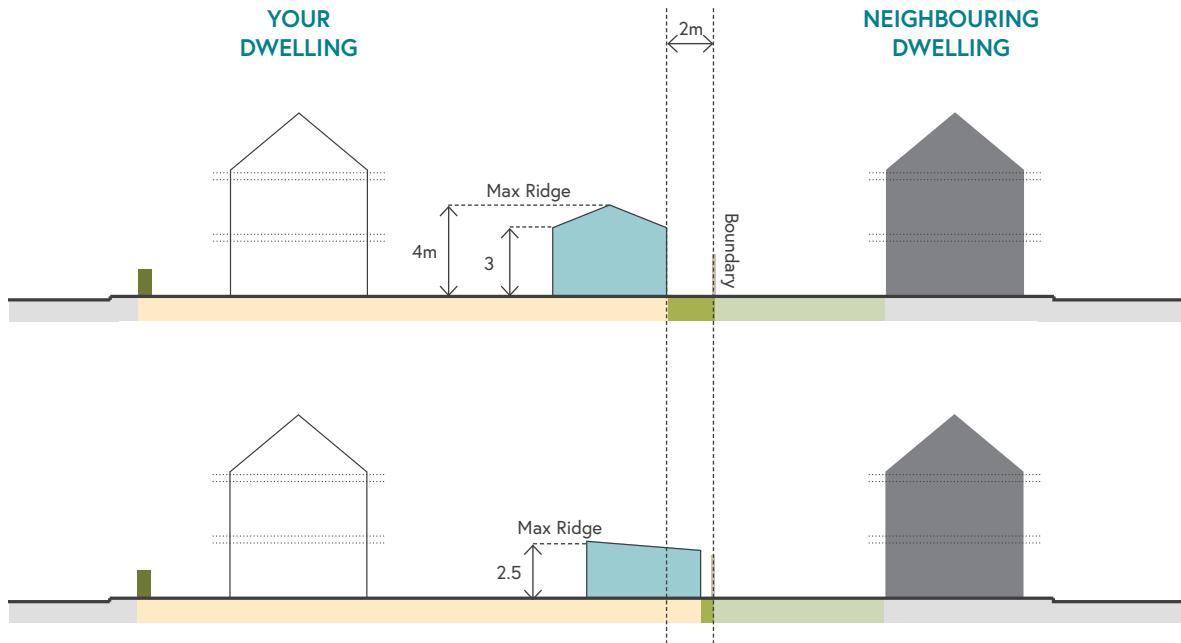 YOUR
DWELLING
2m
NEIGHBOURING
DWELLING
Max Ridge
4m
3
Boundary
Max Ridge
2.5